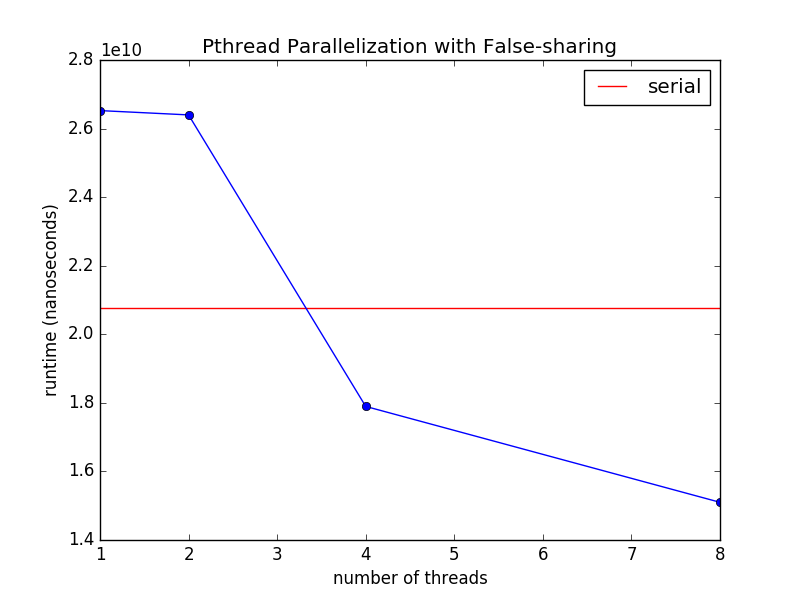 Pthread Parallelization with False-sharing
1e10
serial
2.8
2.6
2.4
2.2
2.0
1.8
1.6
1.4
runtime (nanoseconds)
1 2 3 4 5 6 7 8
number of threads